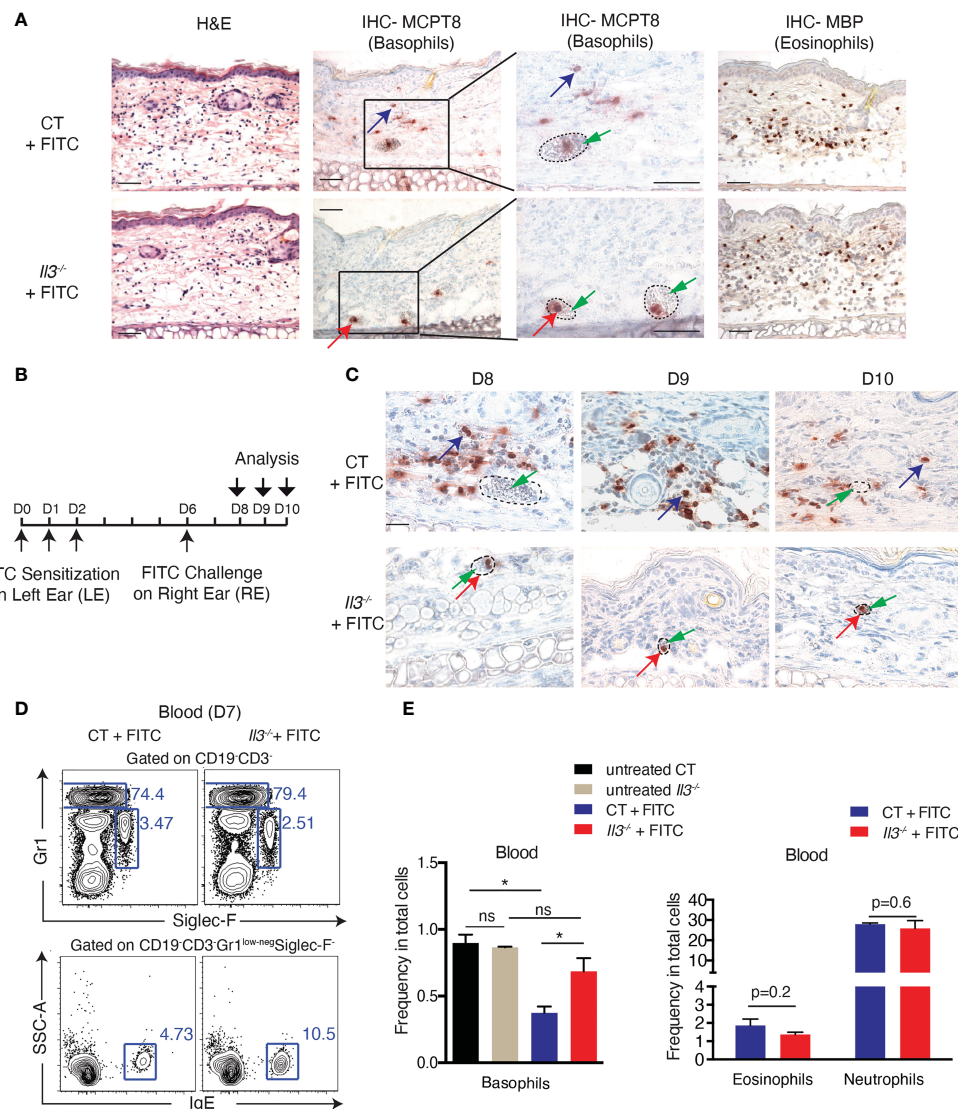 A
H&E
IHC- MCPT8
(Basophils)
IHC- MCPT8
(Basophils)
IHC- MBP
(Eosinophils)
CT
+ FITC
Il3-/-
+ FITC
B
Analysis
D0 D1 D2 D6 D8 D9 D10
TC Sensitization
n Left Ear (LE)
FITC Challenge
on Right Ear (RE)
C
D8 D9 D10
CT
+ FITC
Il3-/-
+ FITC
D
Blood (D7)
CT + FITC Il3-/-+ FITC
Gated on CD19-CD3-
74.4
3.47
79.4
2.51
Gr1
Siglec-F
Gated on CD19-CD3-Gr1low-negSiglec-F-
4.73
10.5
SSC-A
IgE
E
untreated CT
untreated Il3-/-
CT + FITC
Il3-/- + FITC
Blood
Frequency in total cells
1.5
1.0
0.5
0.0
*
ns
ns
*
Basophils
CT + FITC
Il3-/- + FITC
Blood
Frequency in total cells
40
30
20
10
4
3
2
1
0
p=0.2
p=0.6
Eosinophils
Neutrophils